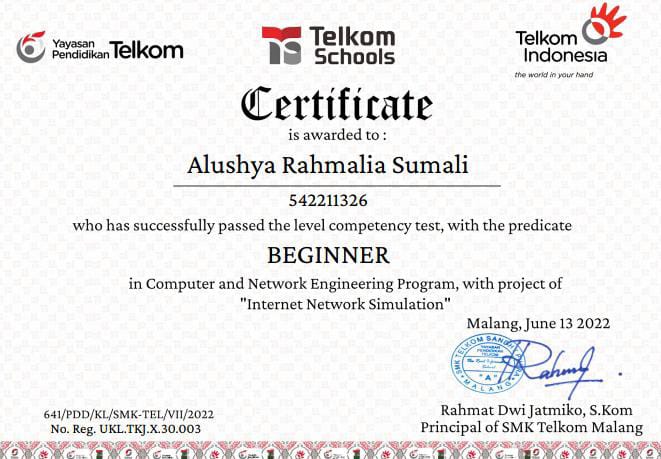 Yayasan
Pendidikan Telkom
Telkom
Schools
Telkom
Indonesia
the world in your hand
Certificate
is awarded to :
Alushya Rahmalia Sumali
542211326
who has successfully passed the level competency test, with the predicate
BEGINNER
in Computer and Network Engineering Program, with project of
"Internet Network Simulation"
Malang, June 13 2022
SMK TELKOM
YAYASAN
PENDIDIKAN
TELKOM
"A"
MALANG
641/PDD/KL/SMK-TEL/VII/2022
No. Reg. UKL.TKJ.X.30.003
Rahmat Dwi Jatmiko, S.Kom
Principal of SMK Telkom Malang